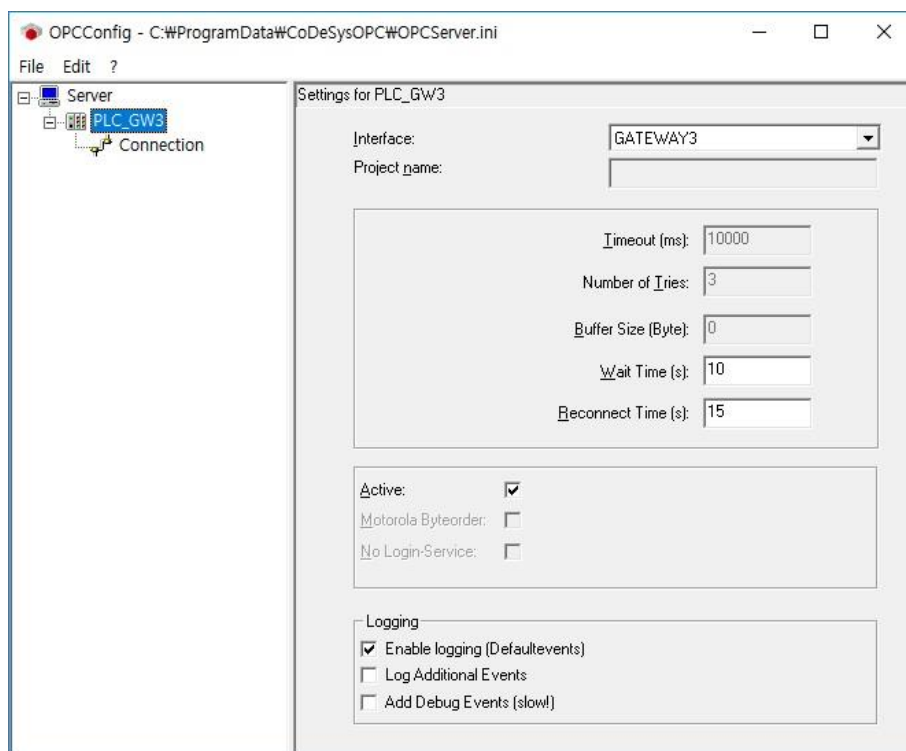 OPCConfig - C:₩ProgramData₩CoDeSysOPC₩OPCServer.ini
File Edit ?
Server
PLC_GW3
Connection
Settings for PLC_GW3
Interface: GATEWAY3
Project name:
Timeout (ms): 10000
Number of Tries: 3
Buffer Size (Byte): 0
Wait Time (s): 10
Reconnect Time (s): 15
Active:
Motorola Byteorder:
No Login-Service:
Logging
Enable logging (Defaultevents)
Log Additional Events
Add Debug Events (slow!)